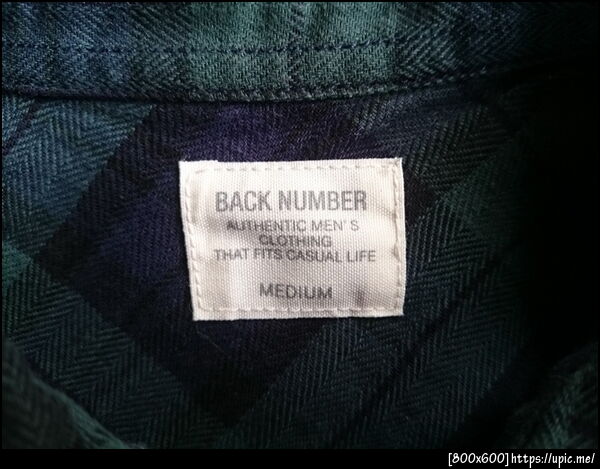 BACK NUMBER
AUTHENTIC MEN'S
CLOTHING
THAT FITS CASUAL LIFE
MEDIUM
[800x600]https://upic.me/